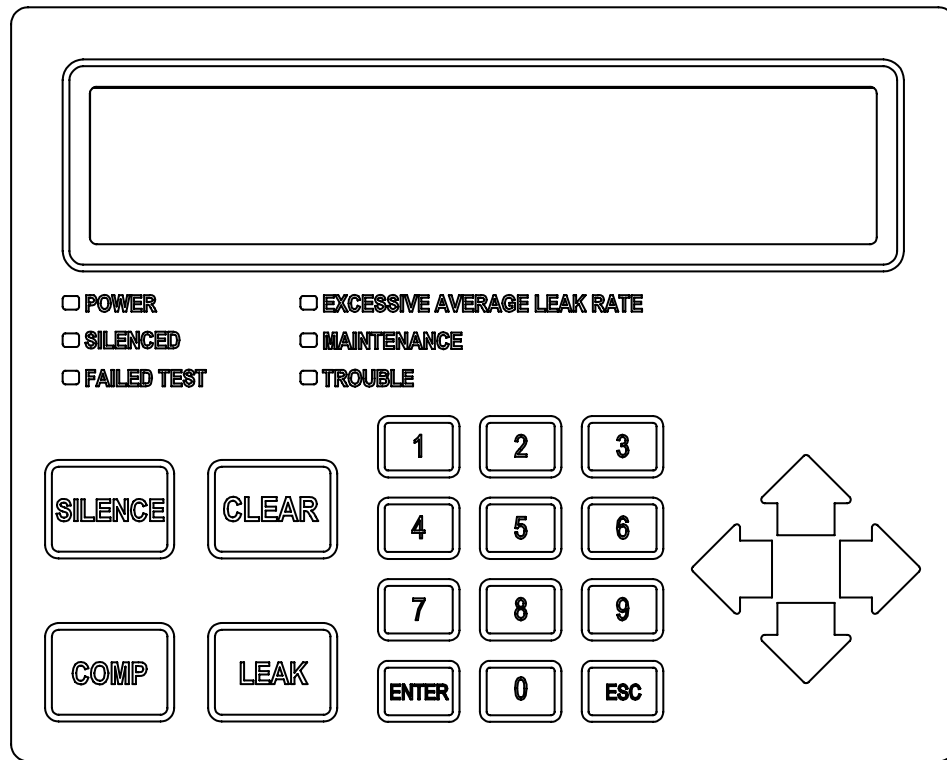 POWER EXCESSIVE AVERAGE LEAK RATE
SILENCED MAINTENANCE
FAILED TEST TROUBLE
1 2 3
SILENCE CLEAR
4 5 6
7 8 9
COMP LEAK
ENTER 0 ESC